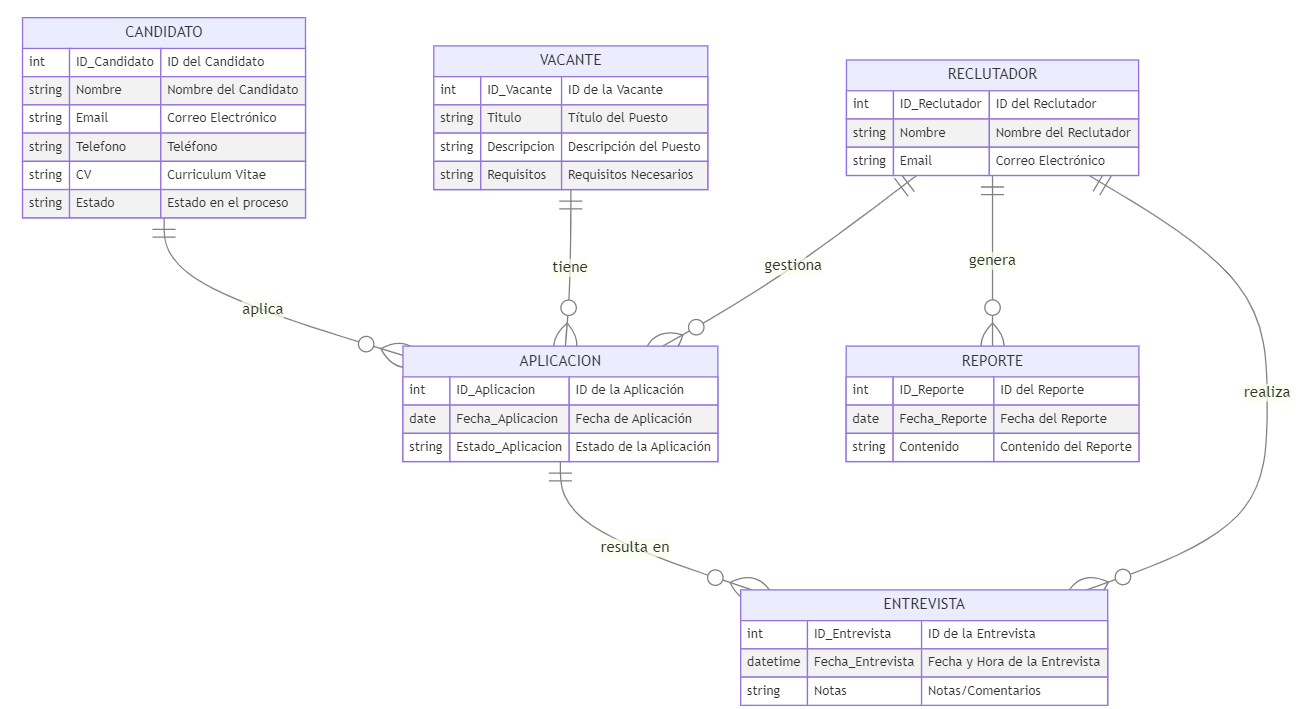 CANDIDATO
int ID_Candidato ID del Candidato
string Nombre Nombre del Candidato
string Email Correo Electrónico
string Telefono Teléfono
string CV Curriculum Vitae
string Estado Estado en el proceso
VACANTE
int ID_Vacante ID de la Vacante
string Titulo Título del Puesto
string Descripcion Descripción del Puesto
string Requisitos Requisitos Necesarios
RECLUTADOR
int ID_Reclutador ID del Reclutador
string Nombre Nombre del Reclutador
string Email Correo Electrónico
aplica
tiene
gestiona
genera
realiza
APLICACION
int ID_Aplicacion ID de la Aplicación
date Fecha_Aplicacion Fecha de Aplicación
string Estado_Aplicacion Estado de la Aplicación
REPORTE
int ID_Reporte ID del Reporte
date Fecha_Reporte Fecha del Reporte
string Contenido Contenido del Reporte
resulta en
ENTREVISTA
int ID_Entrevista ID de la Entrevista
datetime Fecha_Entrevista Fecha y Hora de la Entrevista
string Notas Notas/Comentarios